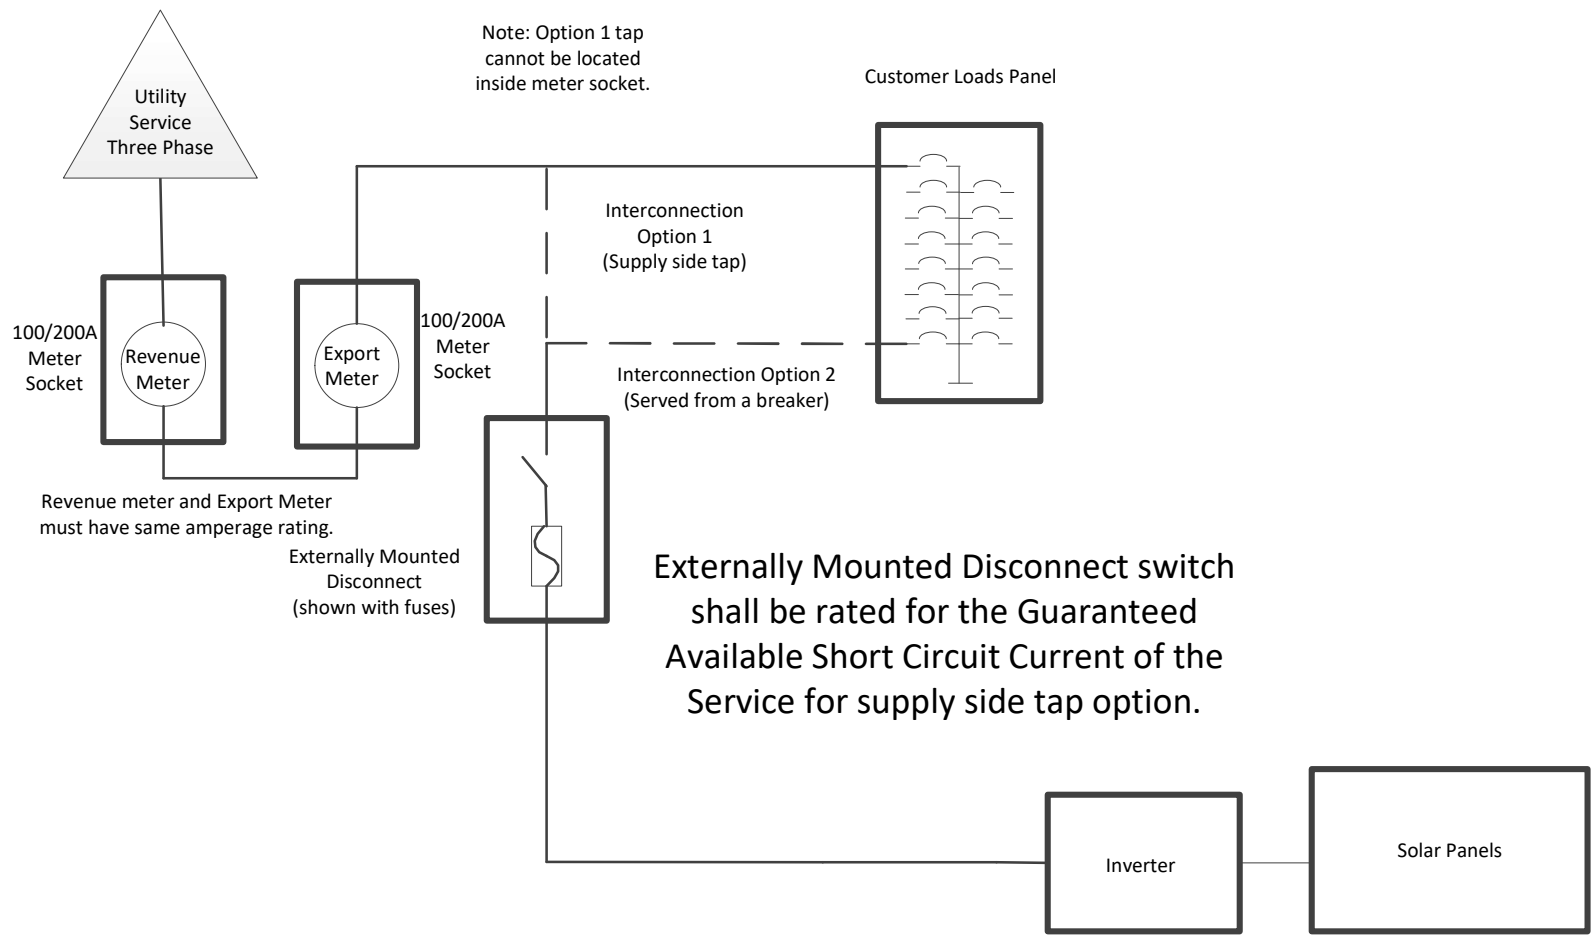 Note: Option 1 tap
cannot be located
inside meter socket.
Customer Loads Panel
Utility
Service
Three Phase
Interconnection
Option 1
(Supply side tap)
100/200A
Meter
Socket
Revenue
Meter
Export
Meter
100/200A
Meter
Socket
Interconnection Option 2
(Served from a breaker)
Revenue meter and Export Meter
must have same amperage rating.
Externally Mounted
Disconnect
(shown with fuses)
Externally Mounted Disconnect switch
shall be rated for the Guaranteed
Available Short Circuit Current of the
Service for supply side tap option.
Inverter
Solar Panels